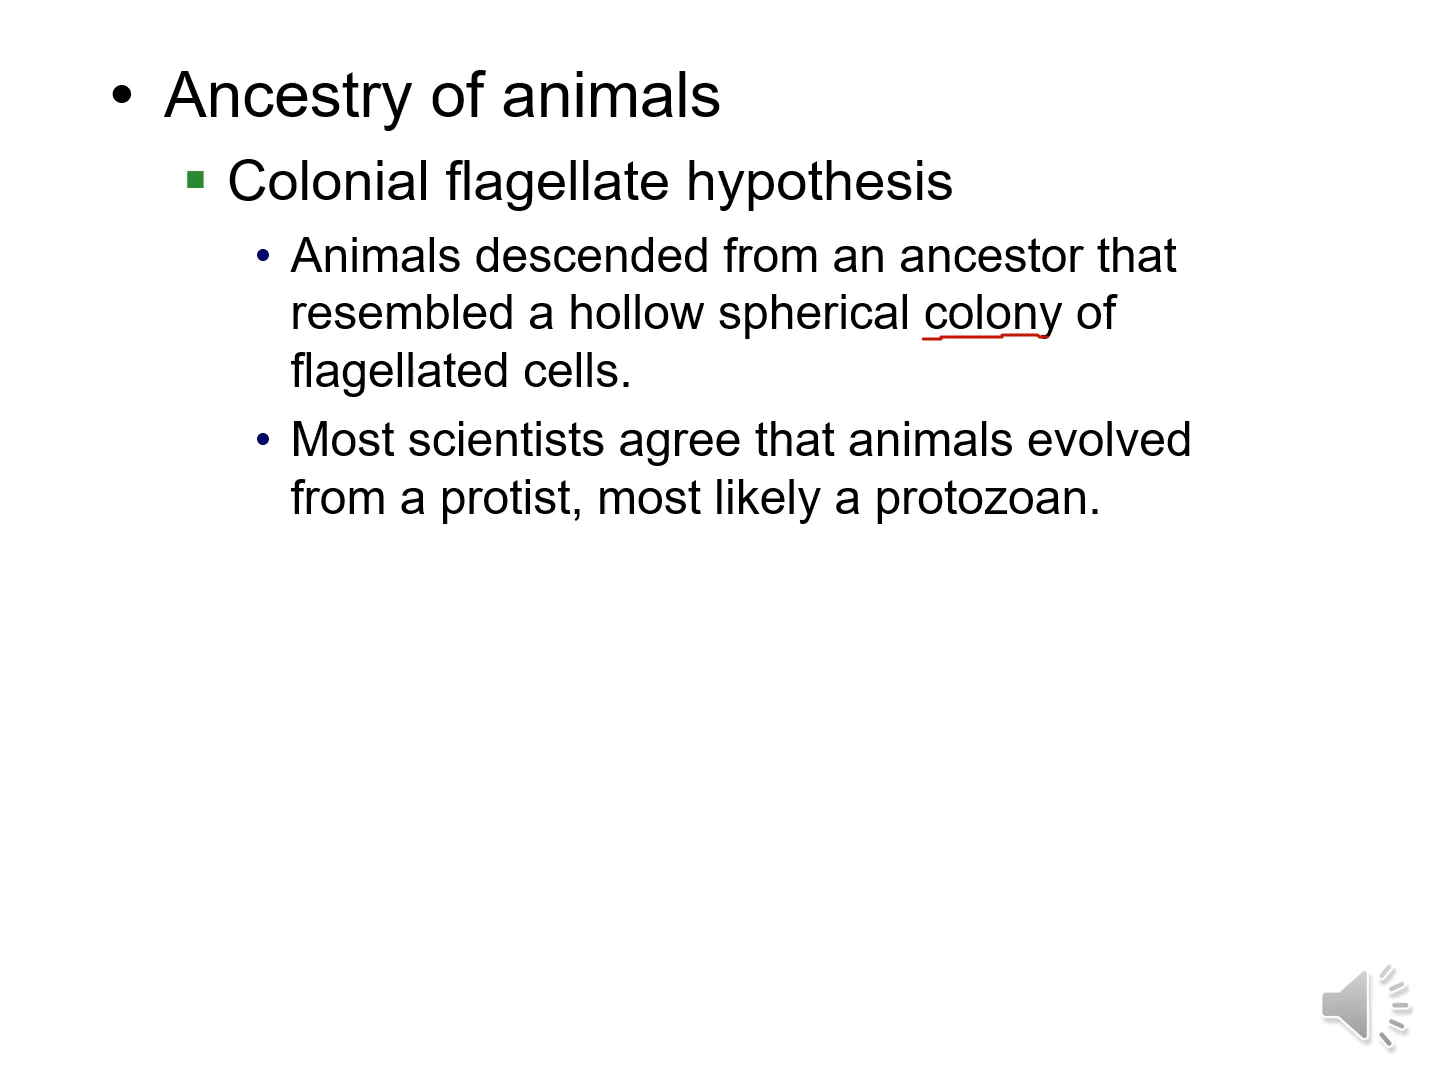 • Ancestry of animals
▪ Colonial flagellate hypothesis
• Animals descended from an ancestor that
resembled a hollow spherical colony of
flagellated cells.
• Most scientists agree that animals evolved
from a protist, most likely a protozoan.